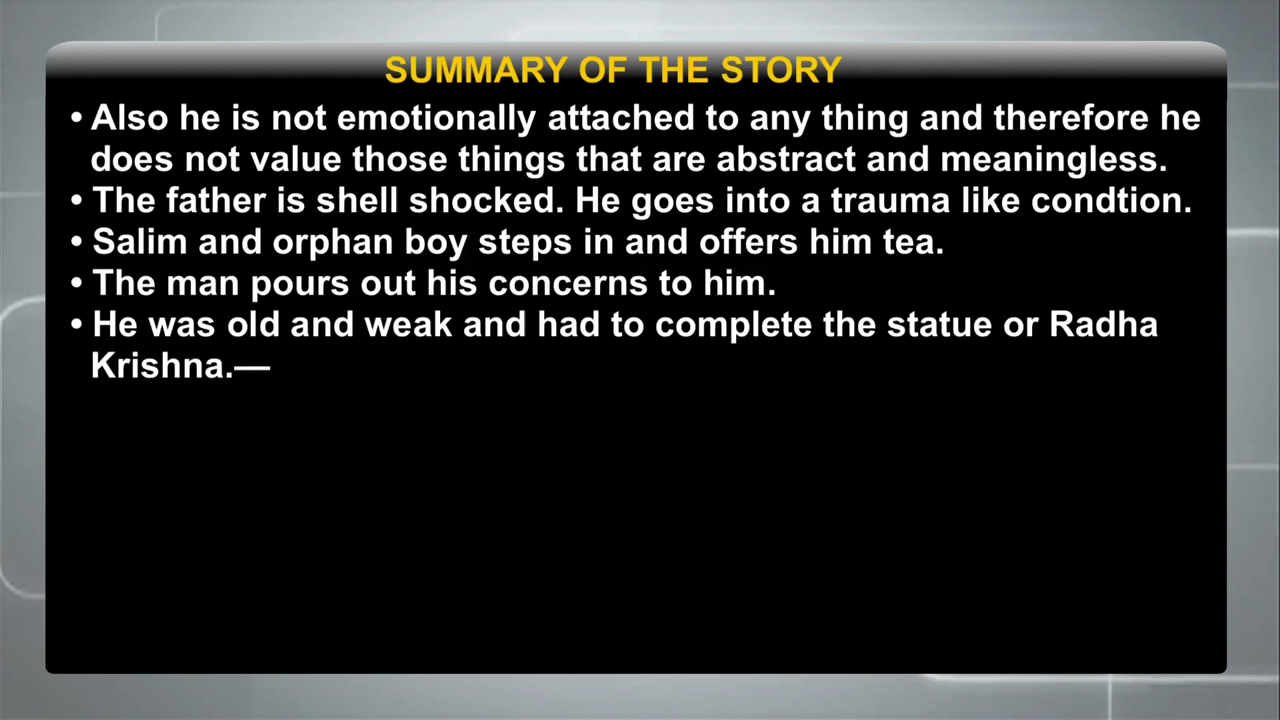 SUMMARY OF THE STORY
• Also he is not emotionally attached to any thing and therefore he
does not value those things that are abstract and meaningless.
• The father is shell shocked. He goes into a trauma like condtion.
• Salim and orphan boy steps in and offers him tea.
• The man pours out his concerns to him.
• He was old and weak and had to complete the statue or Radha
Krishna.—